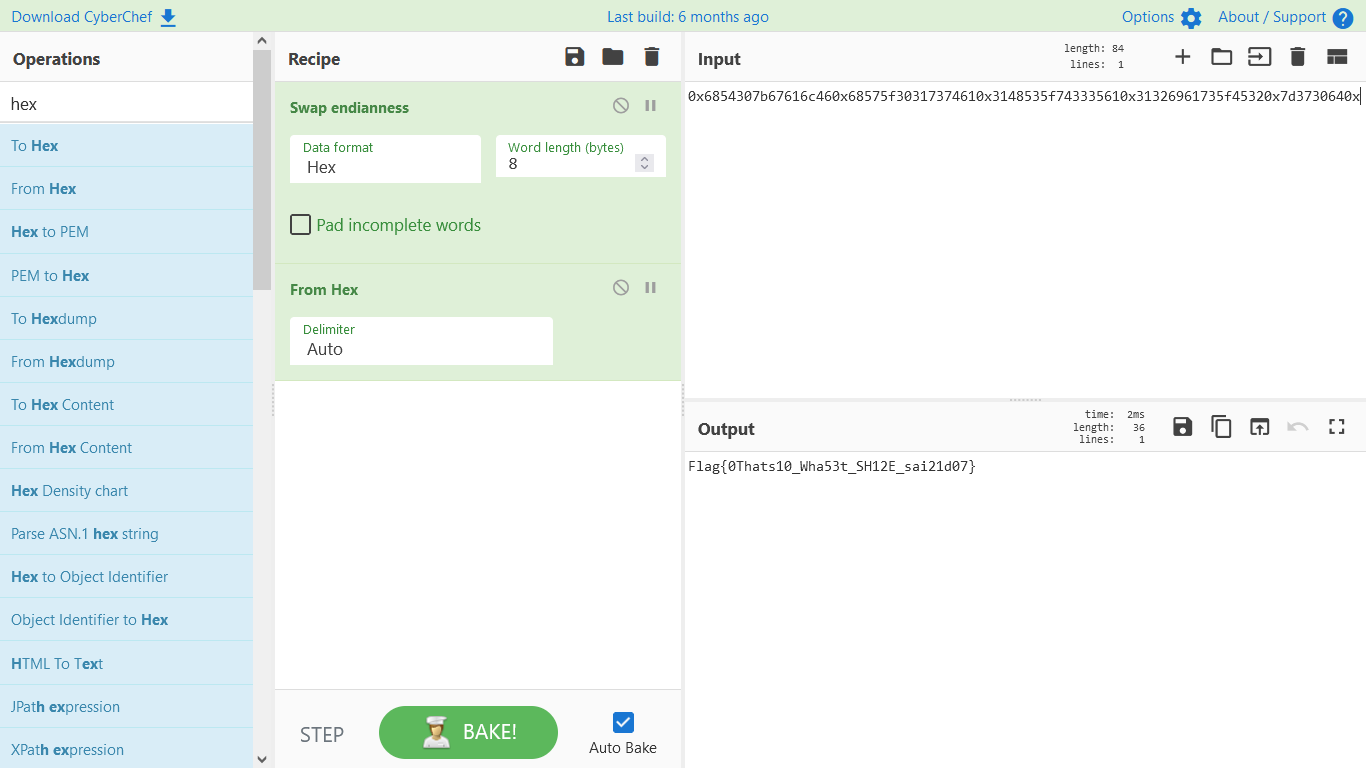 Download CyberChef
Last build: 6 months ago
Options
About / Support
Operations
hex
To Hex
From Hex
Hex to PEM
PEM to Hex
To Hexdump
From Hexdump
To Hex Content
From Hex Content
Hex Density chart
Parse ASN.1 hex string
Hex to Object Identifier
Object Identifier to Hex
HTML To Text
JPath expression
XPath expression
Recipe
Swap endianness
Data format
Hex
Word length (bytes)
8
Pad incomplete words
From Hex
Delimiter
Auto
STEP
BAKE!
Auto Bake
Input
length: 84
lines: 1
0x6854307b67616c460x68575f30317374610x3148535f743335610x31326961735f45320x7d3730640x
Output
time: 2ms
length: 36
lines: 1
Flag{0Thats10_Wha53t_SH12E_sai21d07}